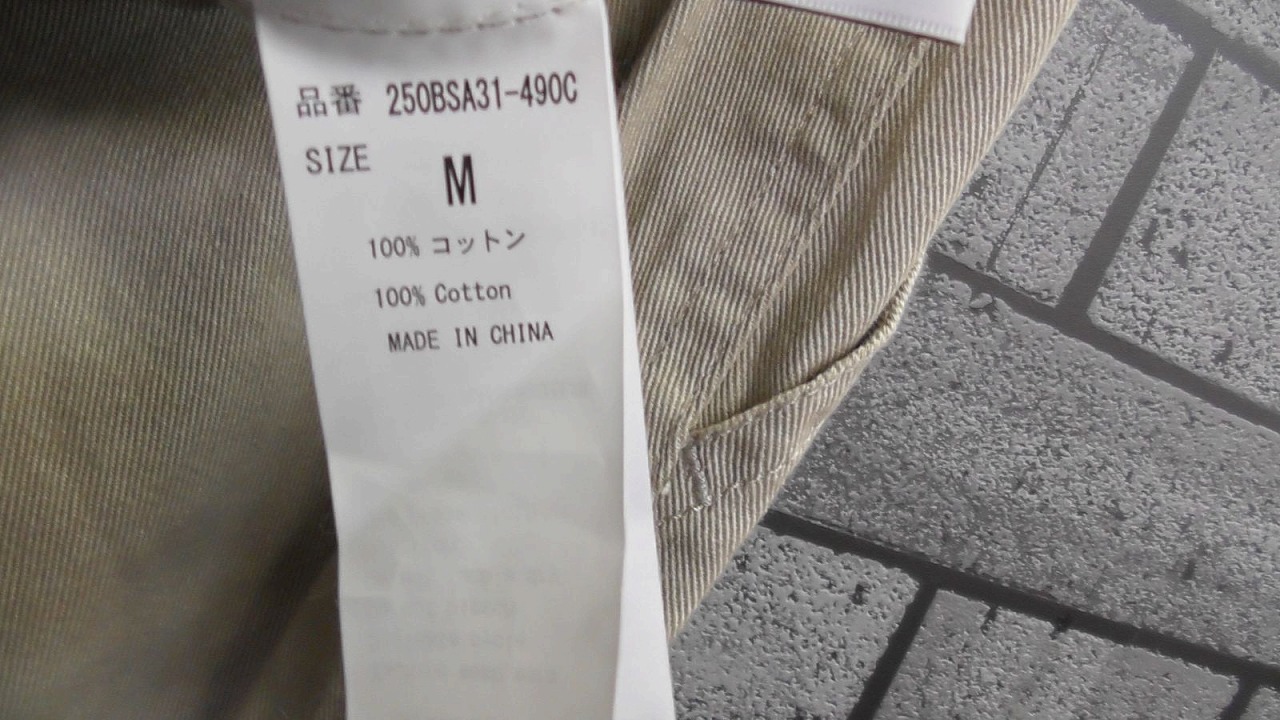 品番 250BSA31-490C
SIZE M
100% コットン
100% Cotton
MADE IN CHINA